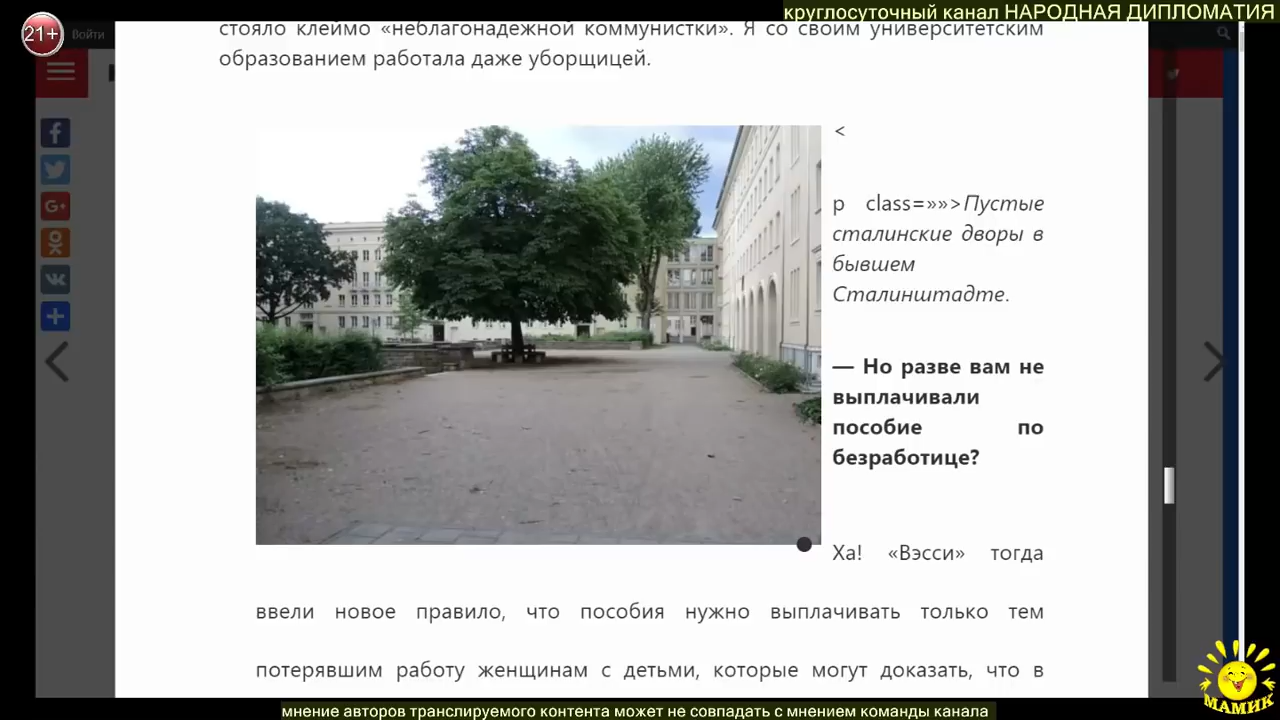 круглосуточный канал НАРОДНАЯ ДИПЛОМАТИЯ
21+
Войти
стояло клеймо «неблагонадежной коммунистки». Я со своим университетским
образованием работала даже уборщицей.
<
p class=»»>Пустые
сталинские дворы в
бывшем
Сталинштадте.
— Но разве вам не
выплачивали
пособие по
безработице?
Ха! «Вэсси» тогда
ввели новое правило, что пособия нужно выплачивать только тем
потерявшим работу женщинам с детьми, которые могут доказать, что в
МАМИК
мнение авторов транслируемого контента может не совпадать с мнением команды канала